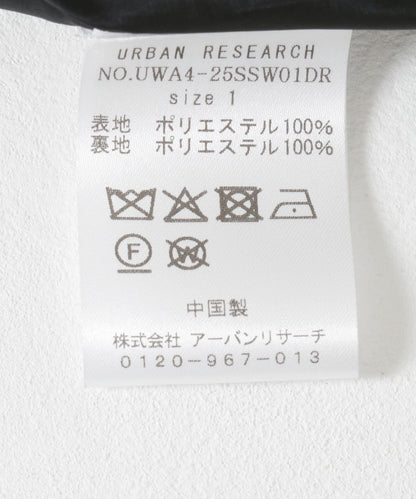 URBAN RESEARCH
NO.UWA4-25SSW01DR
size 1
表地 ポリエステル100%
裏地 ポリエステル100%
F W
中国製
株式会社 アーバンリサーチ
0120-967-013